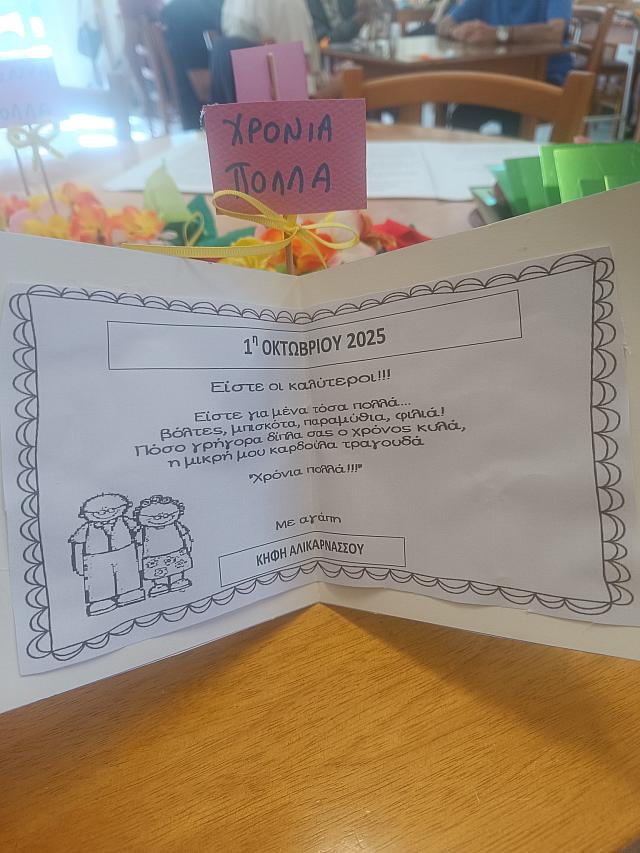 ΧΡΟΝΙΑ
ΠΟΛΛΑ
1η ΟΚΤΩΒΡΙΟΥ 2025
Είστε οι καλύτεροι!!!
Είστε για μένα τόσα πολλά...
βόλτες, μπισκότα, παραμύθια, φιλιά!
Πόσο γρήγορα δίπλα σας ο χρόνος κυλά,
η μικρή μου καρδούλα τραγουδά
"Χρόνια πολλά!!!"
Με αγάπη
ΚΗΦΗ ΑΛΙΚΑΡΝΑΣΣΟΥ